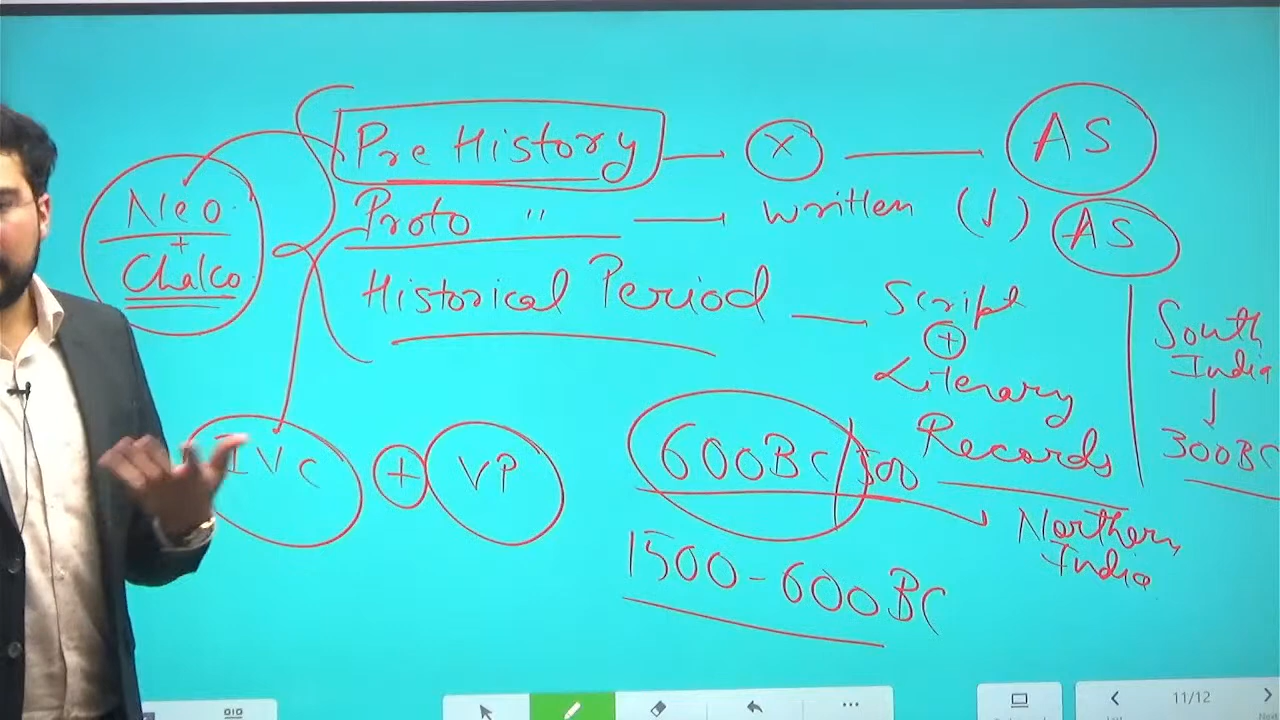 Pre History → X — AS
Proto " → written (✓) AS
Neo
+
Chalco
Historical Period — Script
+
Literary
Records
South
India
↓
300BC
IVC + VP
600BC/500 → Northern
India
1500-600BC
11/12